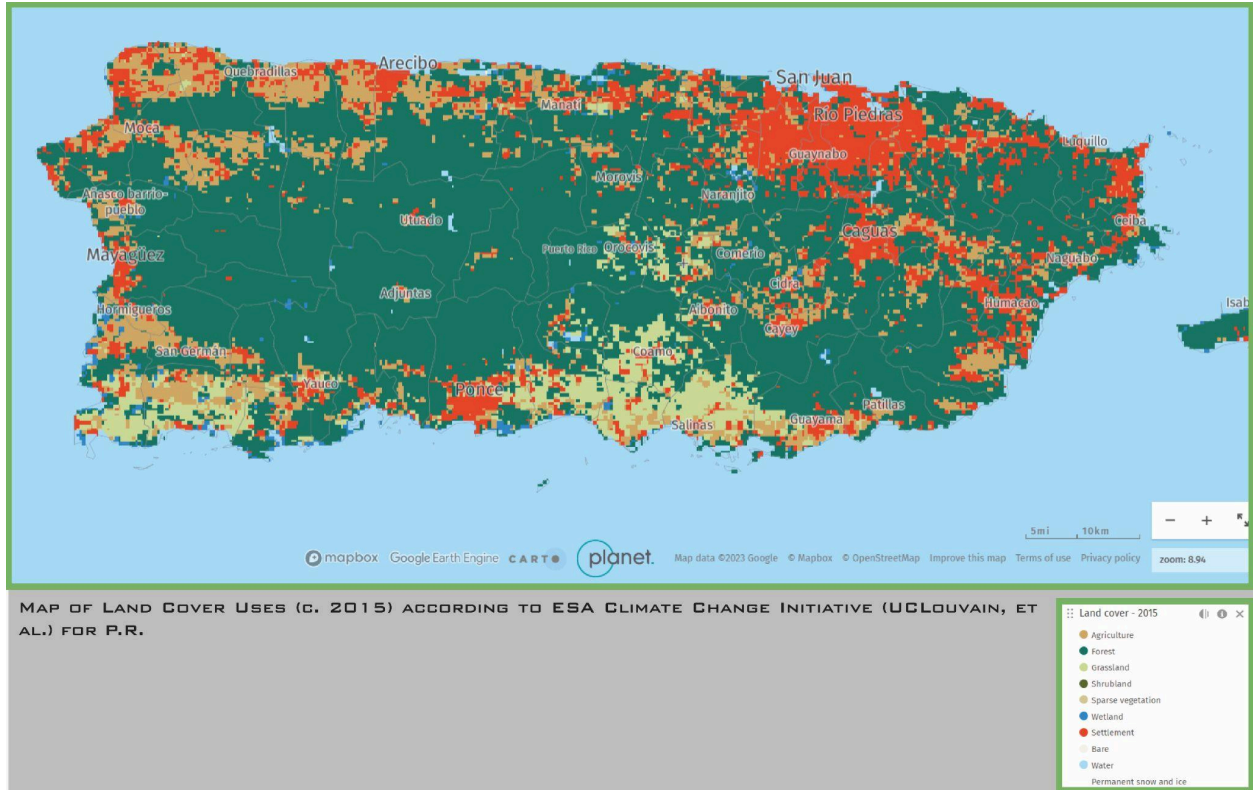 San Juan
Arecibo
Quebradillas
Manatí
Río Piedras
Moca
Luquillo
Guaynabo
Morovis
Añasco barrio-
pueblo
Naranjito
Utuado
Ceiba
Caguas
Mayagüez
Puerto Rico
Orocovis
Comerío
Naguabo
Cidra
Adjuntas
Hormigueros
Aibonito
Humacao
Isab
Cayey
San Germán
Coamo
Yauco
Ponce
Patillas
Salinas
Guayama
5mi 10km
− +
mapbox Google Earth Engine CARTO planet. Map data ©2023 Google © Mapbox © OpenStreetMap Improve this map Terms of use Privacy policy zoom: 8.94
Map of Land Cover Uses (c. 2015) according to ESA Climate Change Initiative (UCLouvain, et
al.) for P.R.
Land cover - 2015
Agriculture
Forest
Grassland
Shrubland
Sparse vegetation
Wetland
Settlement
Bare
Water
Permanent snow and ice